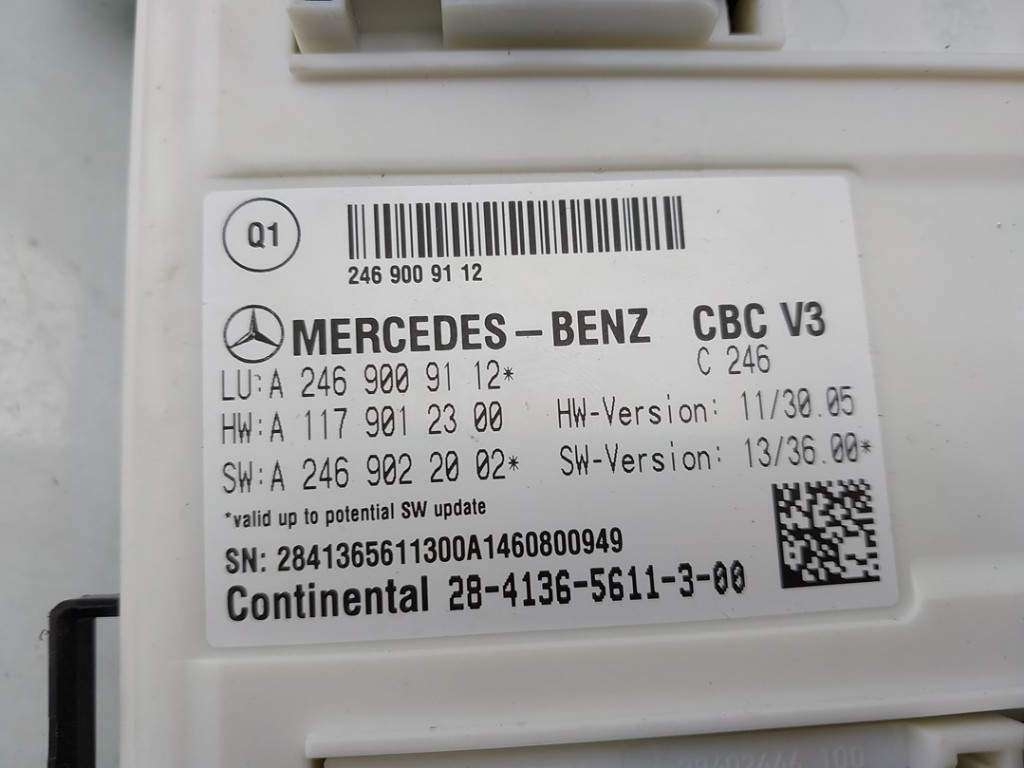 Q1
246 900 91 12
MERCEDES-BENZ CBC V3
C 246
LU:A 246 900 91 12*
HW:A 117 901 23 00 HW-Version: 11/30.05
SW:A 246 902 20 02* SW-Version: 13/36.00*
*valid up to potential SW update
SN: 2841365611300A1460800949
Continental 28-4136-5611-3-00
100